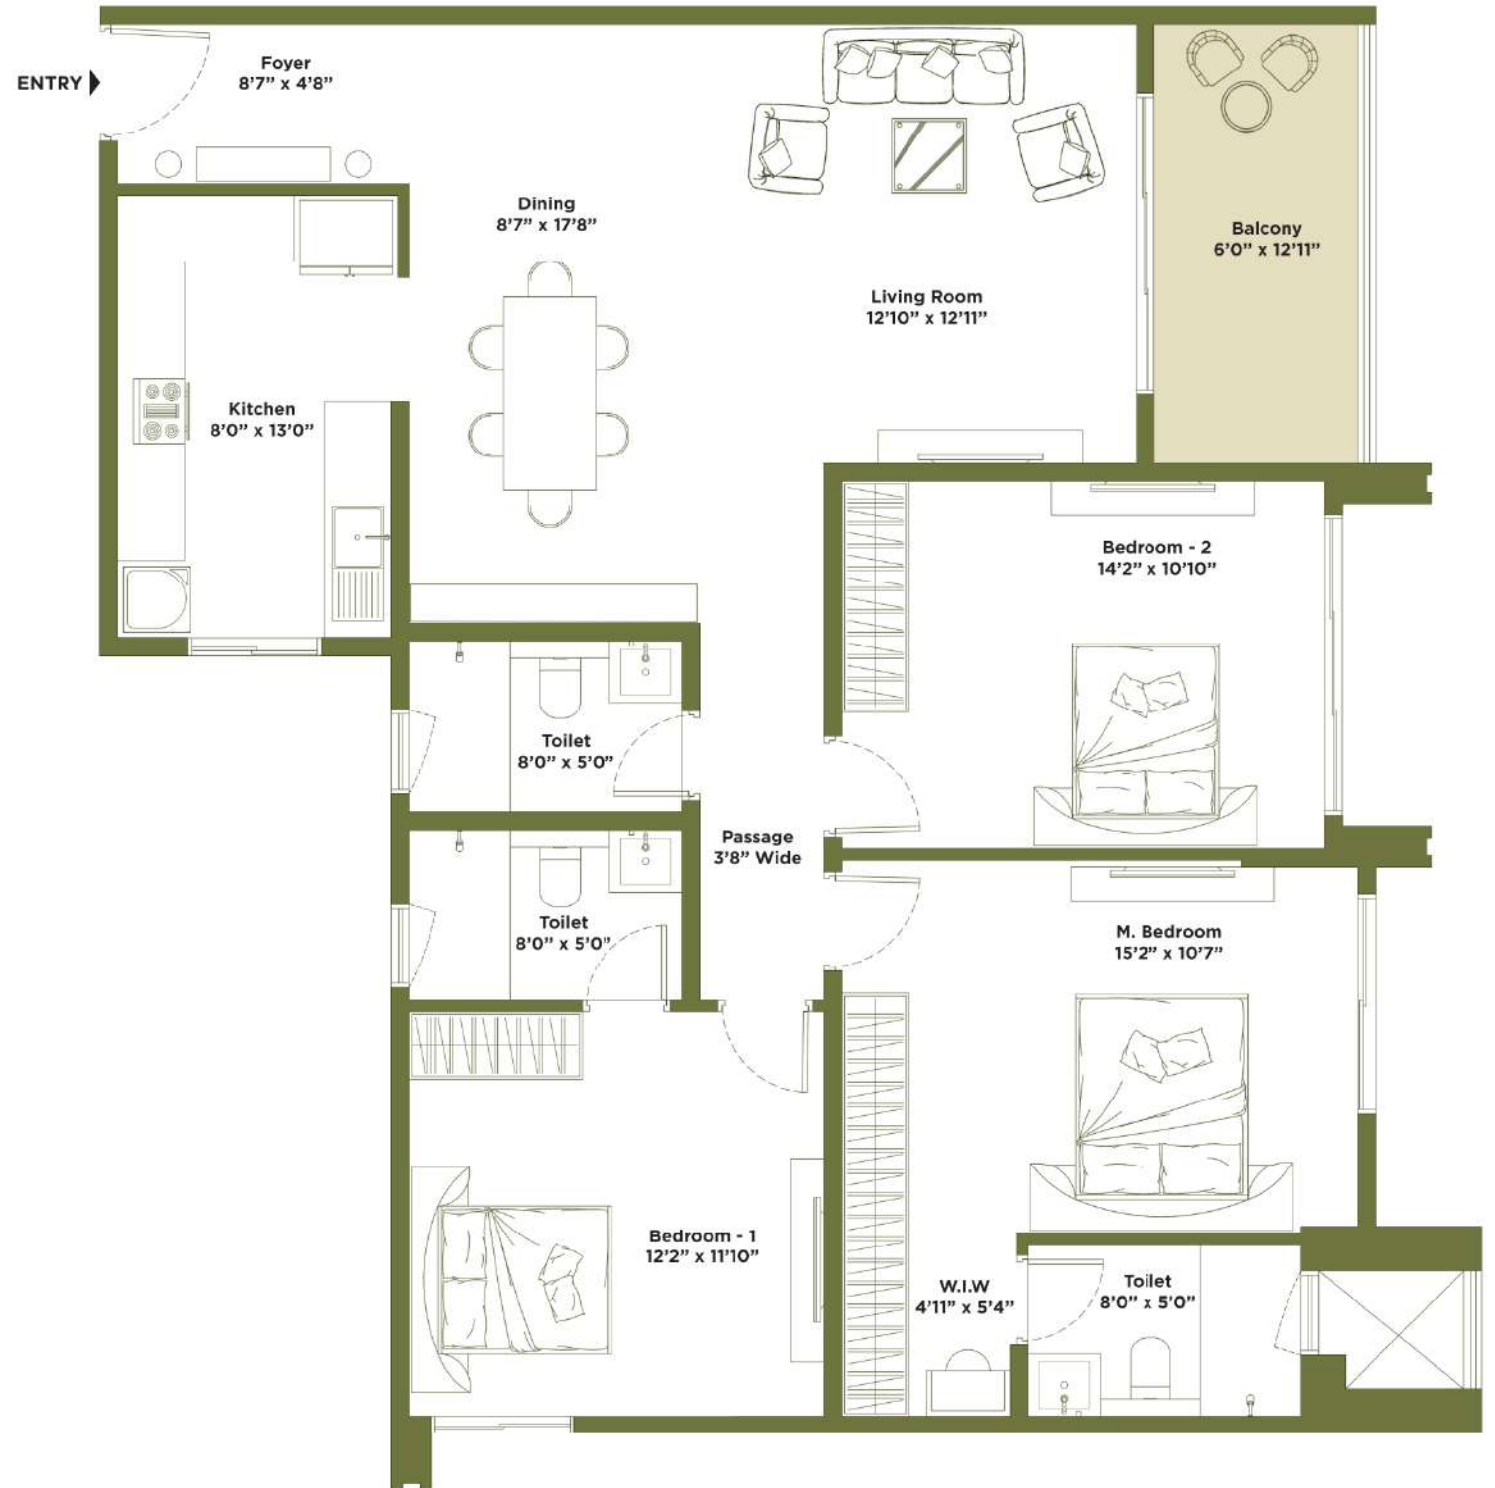 Foyer
8'7” x 4'8”
ENTRY
Dining
8'7” x 17'8”
Balcony
6'0” x 12'11”
Living Room
12'10” x 12'11”
Kitchen
8'0” x 13'0”
Bedroom - 2
14'2” x 10'10”
Toilet
8'0” x 5'0”
Passage
3'8” Wide
Toilet
8'0” x 5'0”
M. Bedroom
15'2” x 10'7”
Bedroom - 1
12'2” x 11'10”
W.I.W
4'11” x 5'4”
Toilet
8'0” x 5'0”